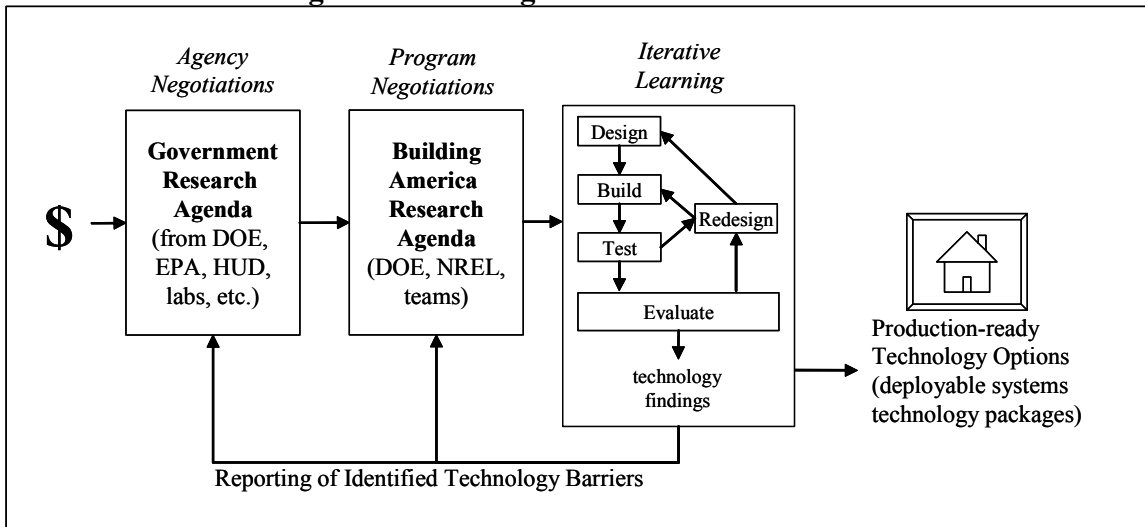 Agency
Negotiations
Program
Negotiations
Iterative
Learning
$
Government
Research
Agenda
(from DOE,
EPA, HUD,
labs, etc.)
Building
America
Research
Agenda
(DOE, NREL,
teams)
Design
Build
Redesign
Test
Evaluate
technology
findings
Production-ready
Technology Options
(deployable systems
technology packages)
Reporting of Identified Technology Barriers